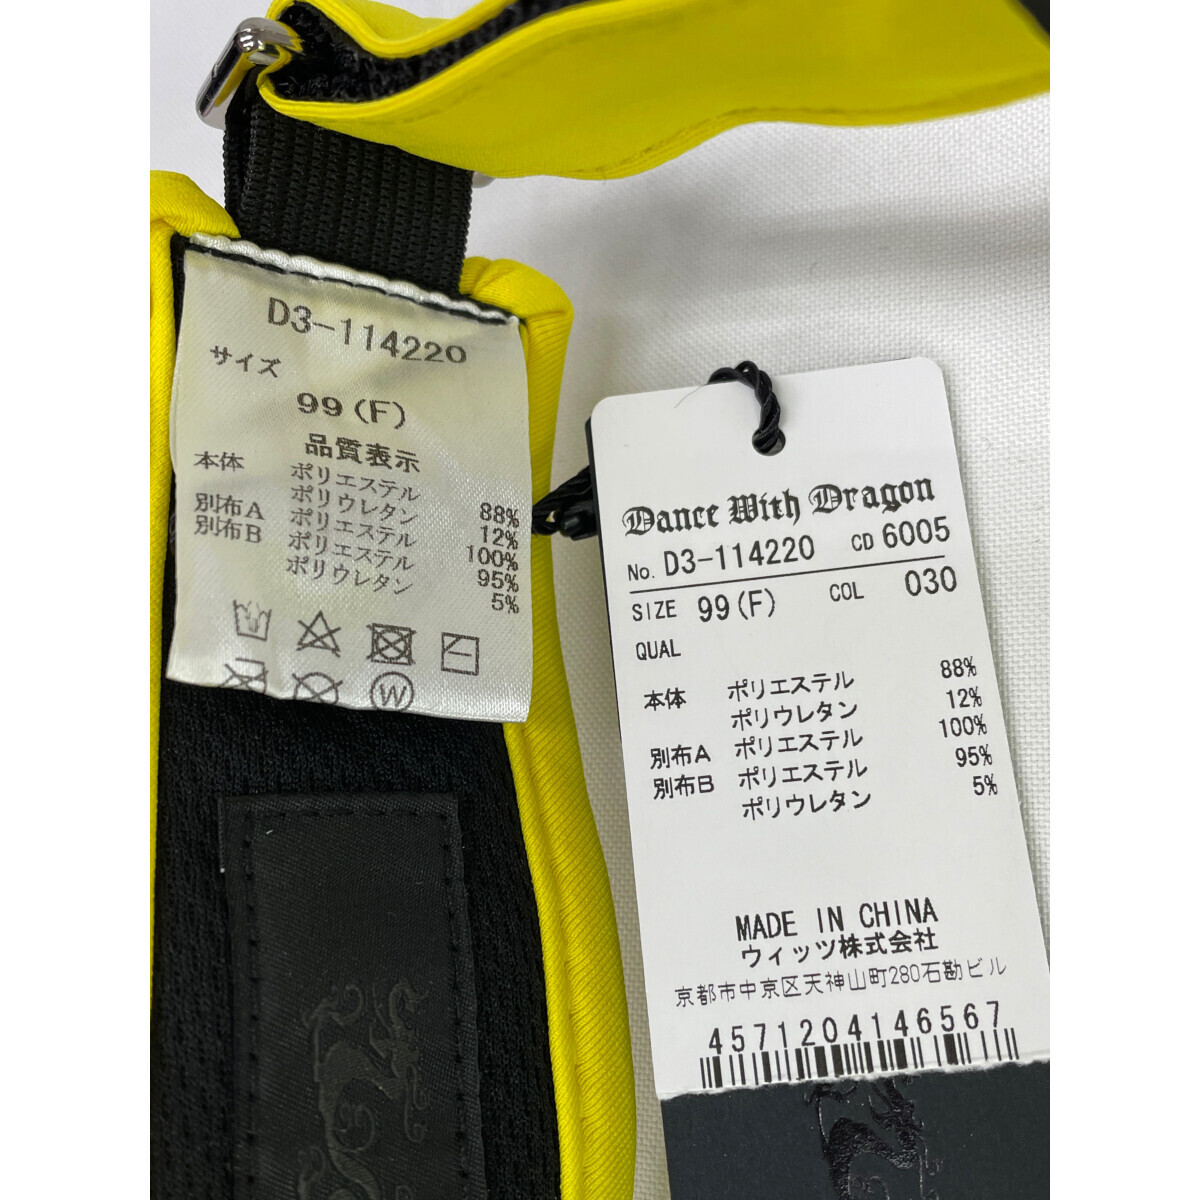 D3-114220
サイズ
99(F)
品質表示
本体 ポリエステル 88%
ポリウレタン 12%
別布A ポリエステル 100%
別布B ポリエステル 95%
ポリウレタン 5%
W
Dance With Dragon
No. D3-114220 CD 6005
SIZE 99(F) COL 030
QUAL
本体 ポリエステル 88%
ポリウレタン 12%
別布A ポリエステル 100%
別布B ポリエステル 95%
ポリウレタン 5%
MADE IN CHINA
ウィッツ株式会社
京都市中京区天神山町280石勘ビル
4571204146567